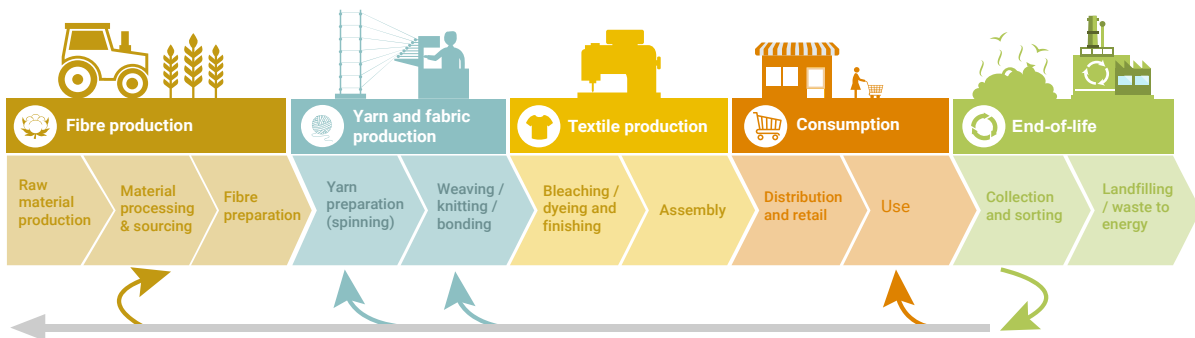 Fibre production
Yarn and fabric
production
Textile production
Consumption
End-of-life
Raw
material
production
Material
processing
& sourcing
Fibre
preparation
Yarn
preparation
(spinning)
Weaving /
knitting /
bonding
Bleaching /
dyeing and
finishing
Assembly
Distribution
and retail
Use
Collection
and sorting
Landfilling
/ waste to
energy